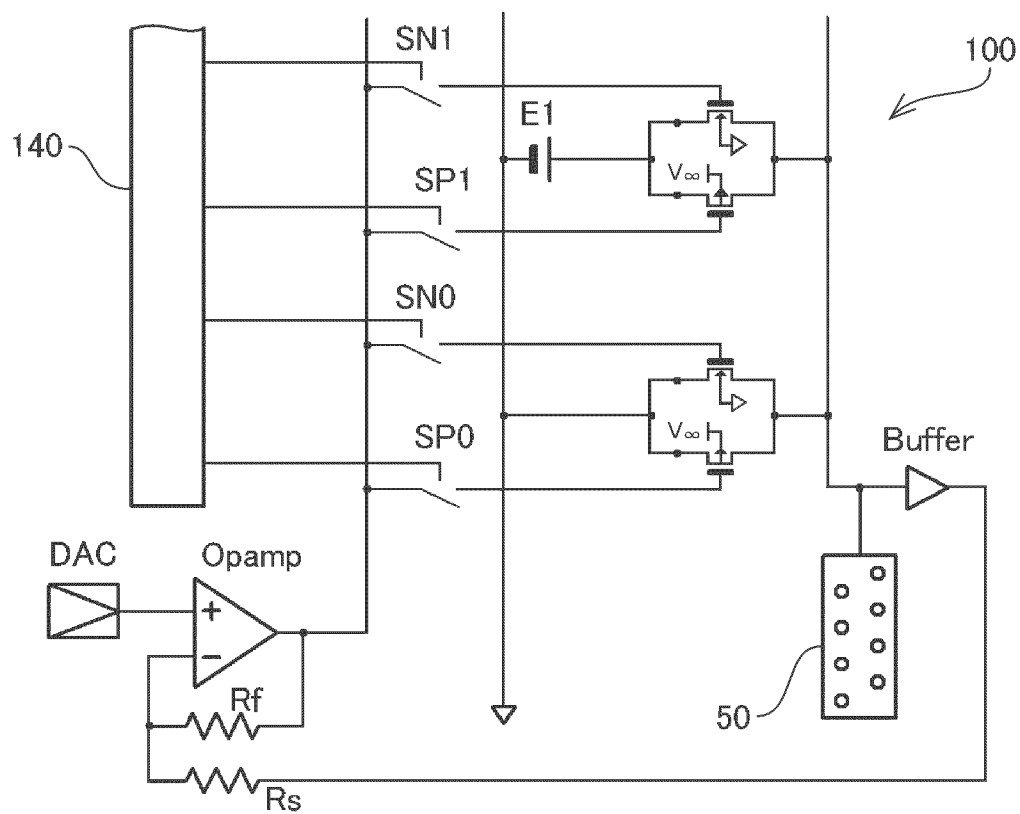 SN1
100
E1
140
V∞
SP1
SN0
V∞
SP0
Buffer
DAC
Opamp
+
−
Rf
50
Rs